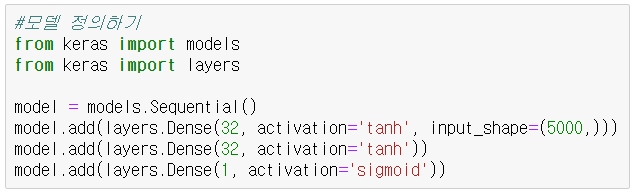 #모델 정의하기
from keras import models
from keras import layers
model = models.Sequential()
model.add(layers.Dense(32, activation='tanh', input_shape=(5000,)))
model.add(layers.Dense(32, activation='tanh'))
model.add(layers.Dense(1, activation='sigmoid'))